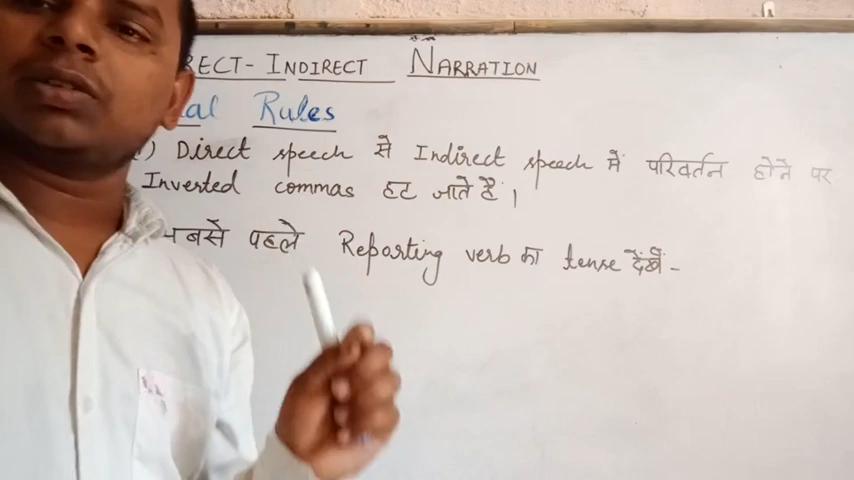 RECT-INDIRECT NARRATION
al Rules
) Direct speech से Indirect speech में परिवर्तन होने पर
Inverted commas हट जाते हैं।
बसे पहले Reporting verb का tense देखें -